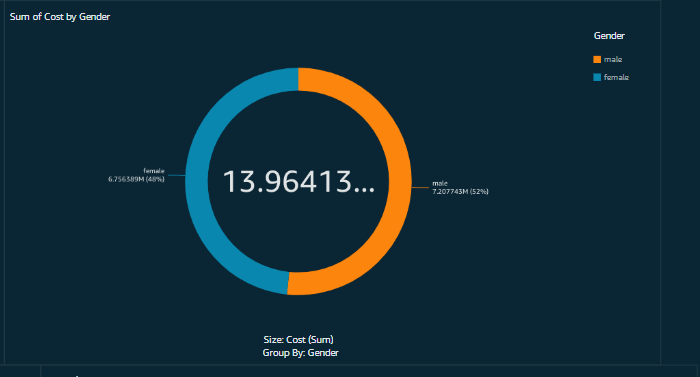 Sum of Cost by Gender
Gender
male
female
female
6.756389M (48%)
13.96413...
male
7.207743M (52%)
Size: Cost (Sum)
Group By: Gender